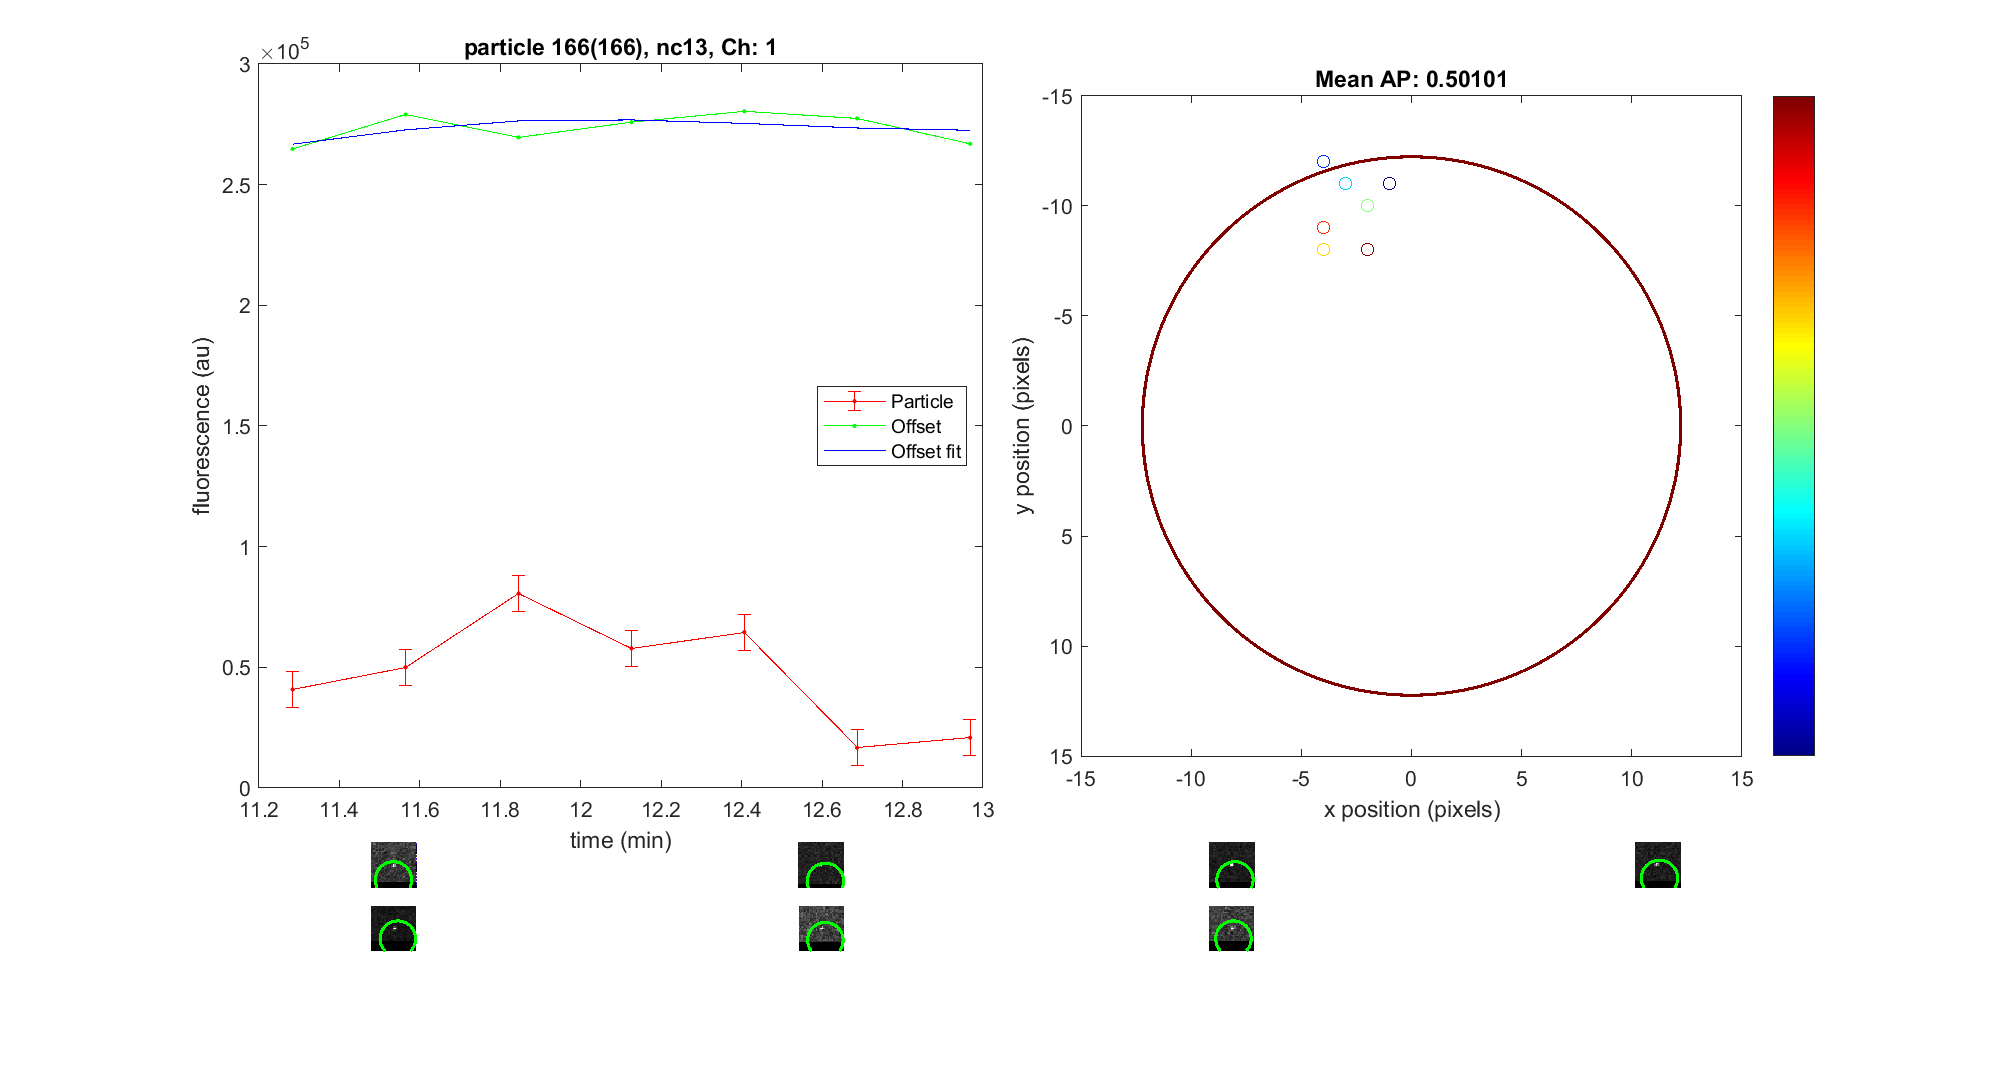 particle 166(166), nc13, Ch: 1
×10^5
3
2.5
2
1.5
1
0.5
0
fluorescence (au)
Particle
Offset
Offset fit
11.2 11.4 11.6 11.8 12 12.2 12.4 12.6 12.8 13
time (min)
Mean AP: 0.50101
-15
-10
-5
0
5
10
15
y position (pixels)
-15 -10 -5 0 5 10 15
x position (pixels)